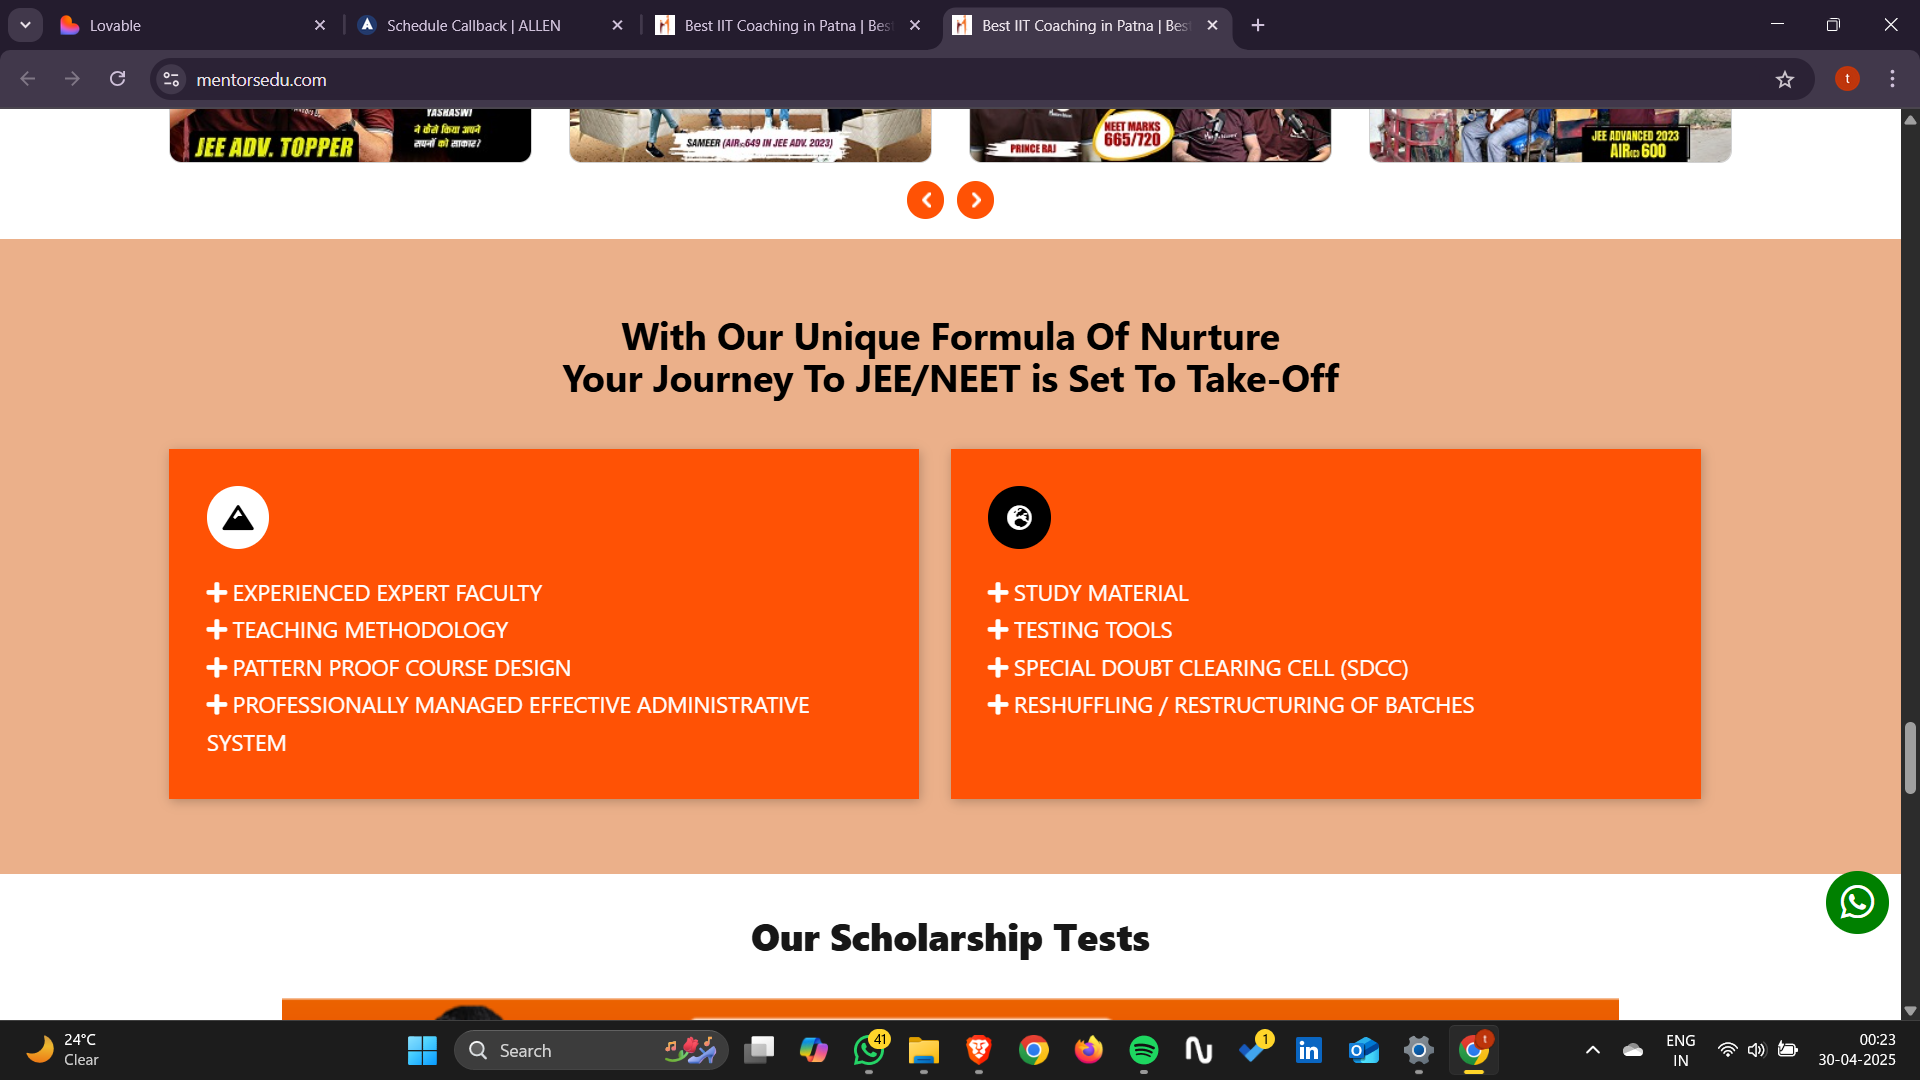 Lovable
Schedule Callback | ALLEN
Best IIT Coaching in Patna | Bes
Best IIT Coaching in Patna | Bes
mentorsedu.com
t
JEE ADV. TOPPER
YASHASWI
ने कैसे किया अपने
सपनों को साकार?
SAMEER (AIR-649 IN JEE ADV. 2023)
PRINCE RAJ
NEET MARKS
665/720
JEE ADVANCED 2023
AIR(C) 600
With Our Unique Formula Of Nurture
Your Journey To JEE/NEET is Set To Take-Off
EXPERIENCED EXPERT FACULTY
TEACHING METHODOLOGY
PATTERN PROOF COURSE DESIGN
PROFESSIONALLY MANAGED EFFECTIVE ADMINISTRATIVE
SYSTEM
STUDY MATERIAL
TESTING TOOLS
SPECIAL DOUBT CLEARING CELL (SDCC)
RESHUFFLING / RESTRUCTURING OF BATCHES
Our Scholarship Tests
24°C
Clear
Search
41
1
t
ENG
IN
00:23
30-04-2025